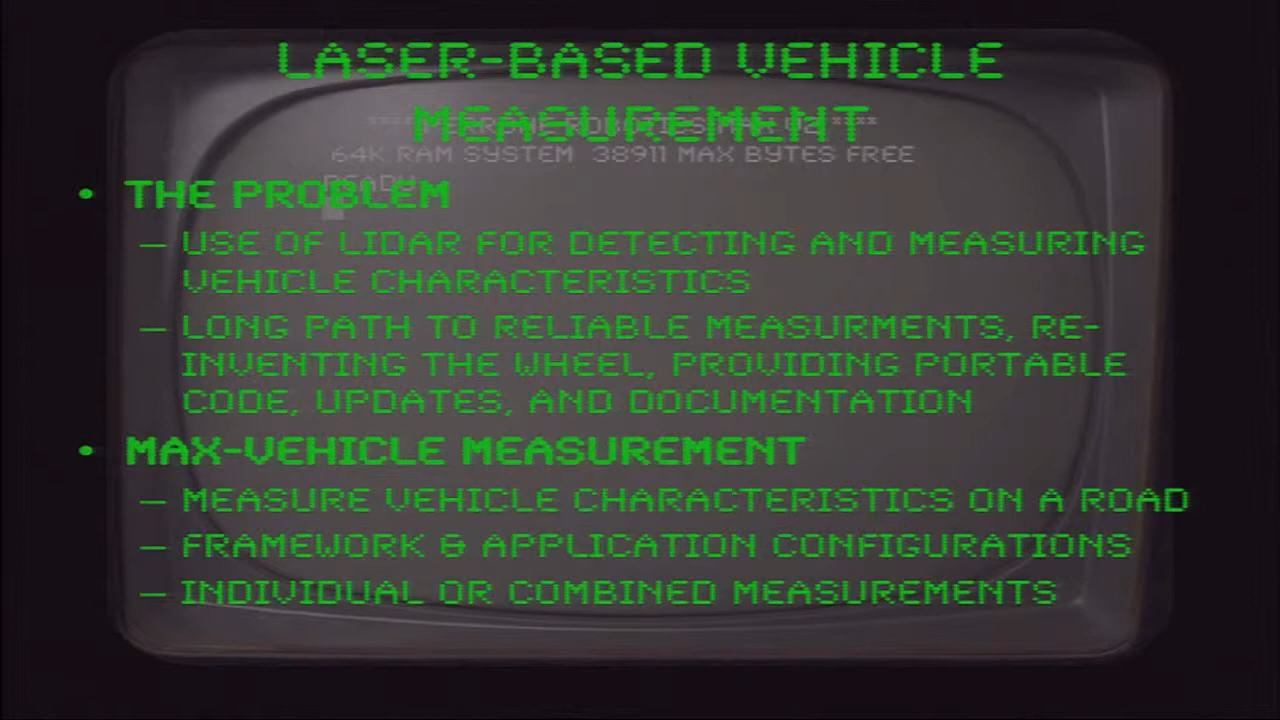 LASER-BASED VEHICLE
MEASUREMENT
64K RAM SYSTEM 38911 MAX BYTES FREE
READY
• THE PROBLEM
– USE OF LIDAR FOR DETECTING AND MEASURING
VEHICLE CHARACTERISTICS
– LONG PATH TO RELIABLE MEASURMENTS, RE-
INVENTING THE WHEEL, PROVIDING PORTABLE
CODE, UPDATES, AND DOCUMENTATION
• MAX-VEHICLE MEASUREMENT
– MEASURE VEHICLE CHARACTERISTICS ON A ROAD
– FRAMEWORK & APPLICATION CONFIGURATIONS
– INDIVIDUAL OR COMBINED MEASUREMENTS